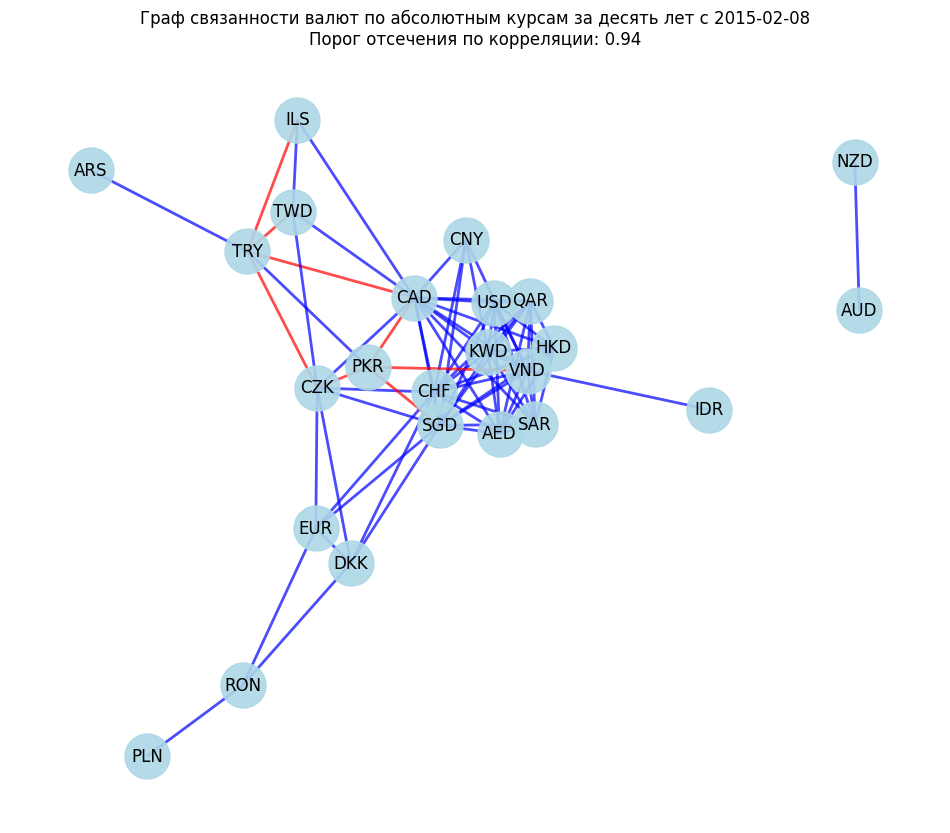 Граф связанности валют по абсолютным курсам за десять лет с 2015-02-08
Порог отсечения по корреляции: 0.94
ILS
NZD
ARS
TWD
CNY
TRY
CAD
USD
QAR
AUD
HKD
KWD
PKR
VND
CZK
CHF
IDR
SGD
SAR
AED
EUR
DKK
RON
PLN